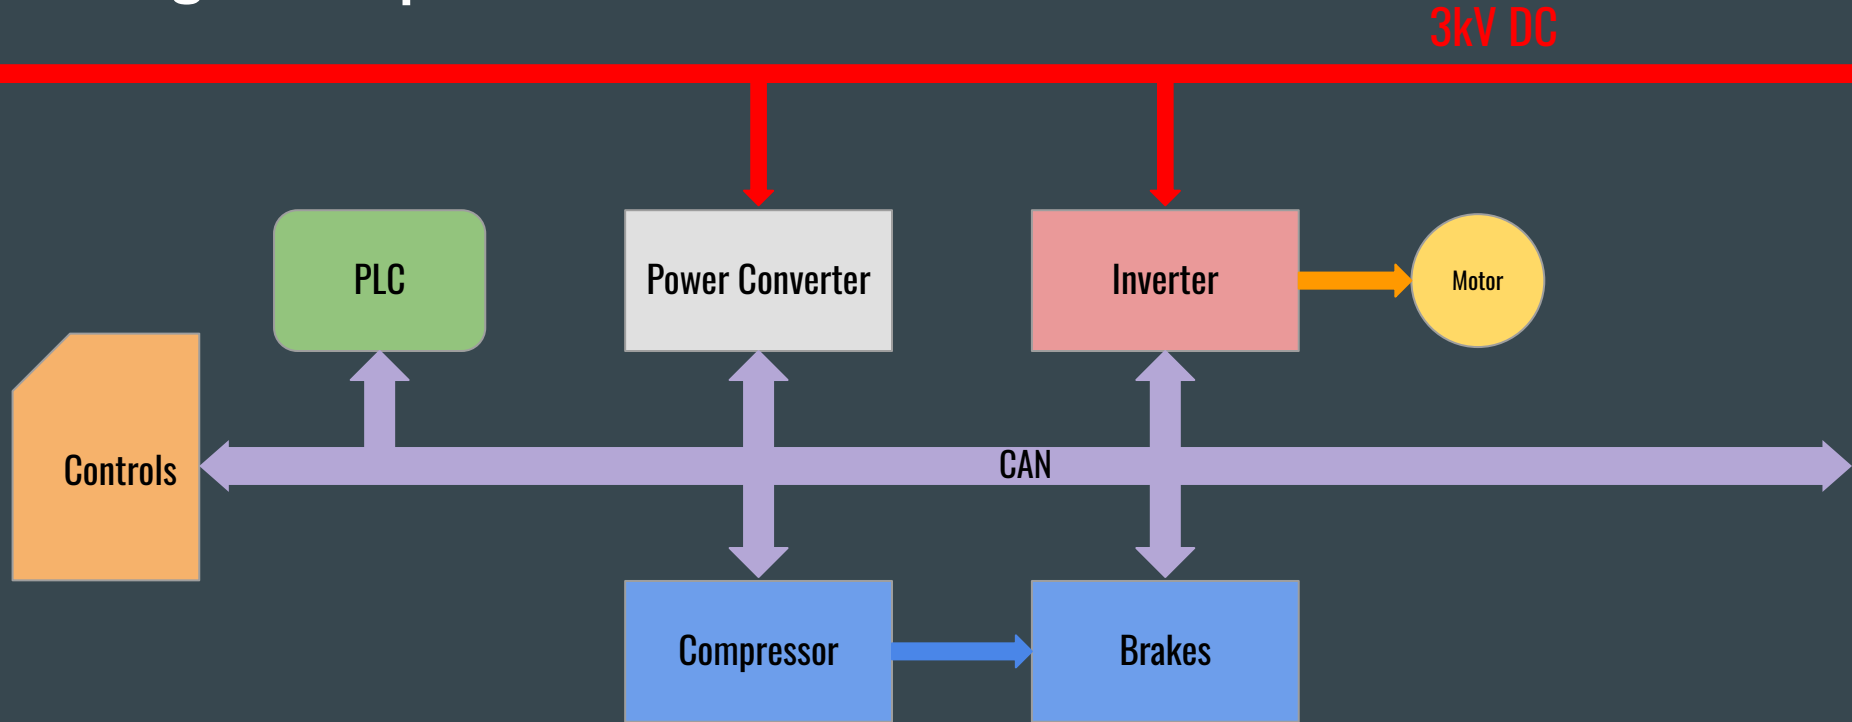 3kV DC
PLC
Power Converter
Inverter
Motor
Controls
CAN
Compressor
Brakes